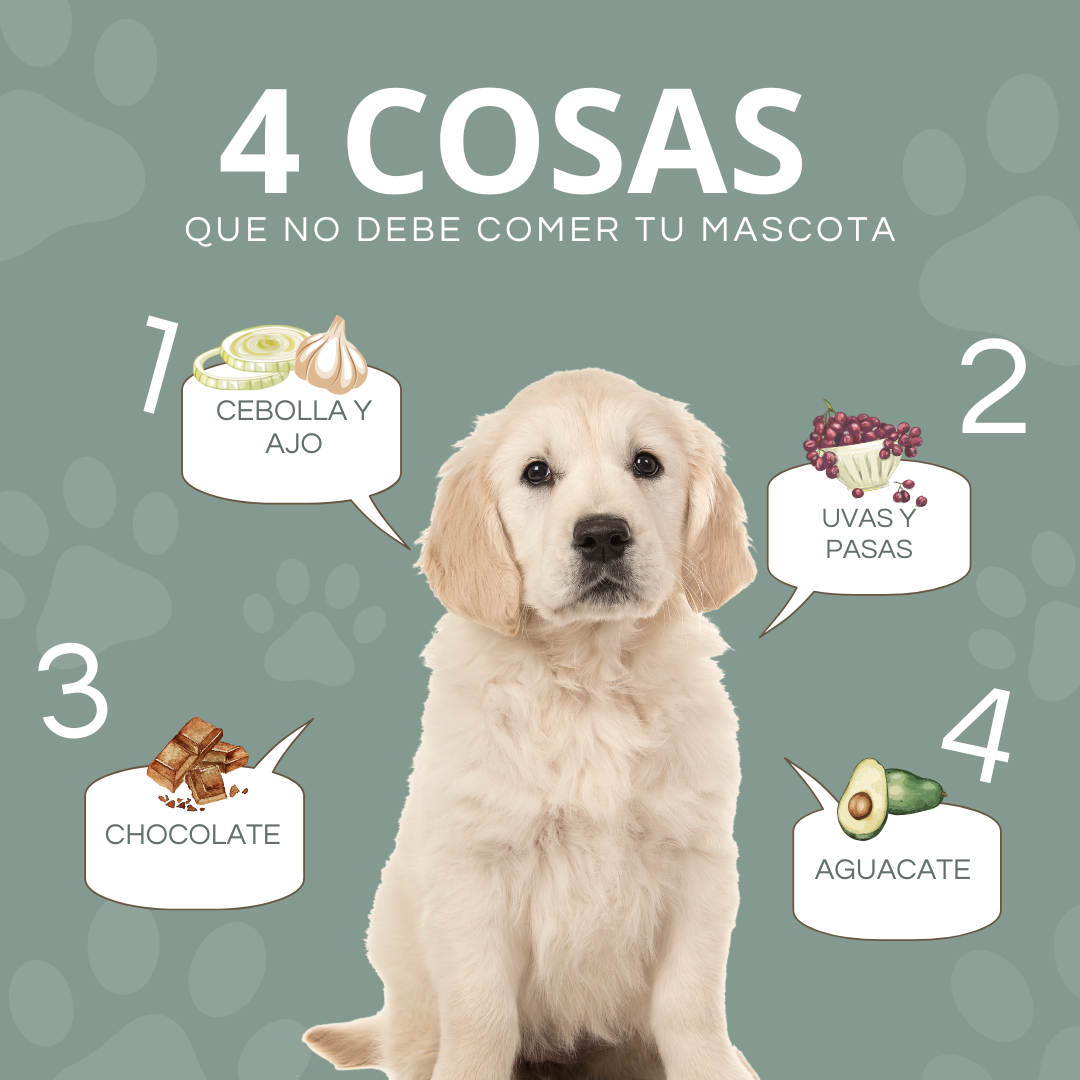 4 COSAS
QUE NO DEBE COMER TU MASCOTA
1
CEBOLLA Y
AJO
2
UVAS Y
PASAS
3
CHOCOLATE
4
AGUACATE